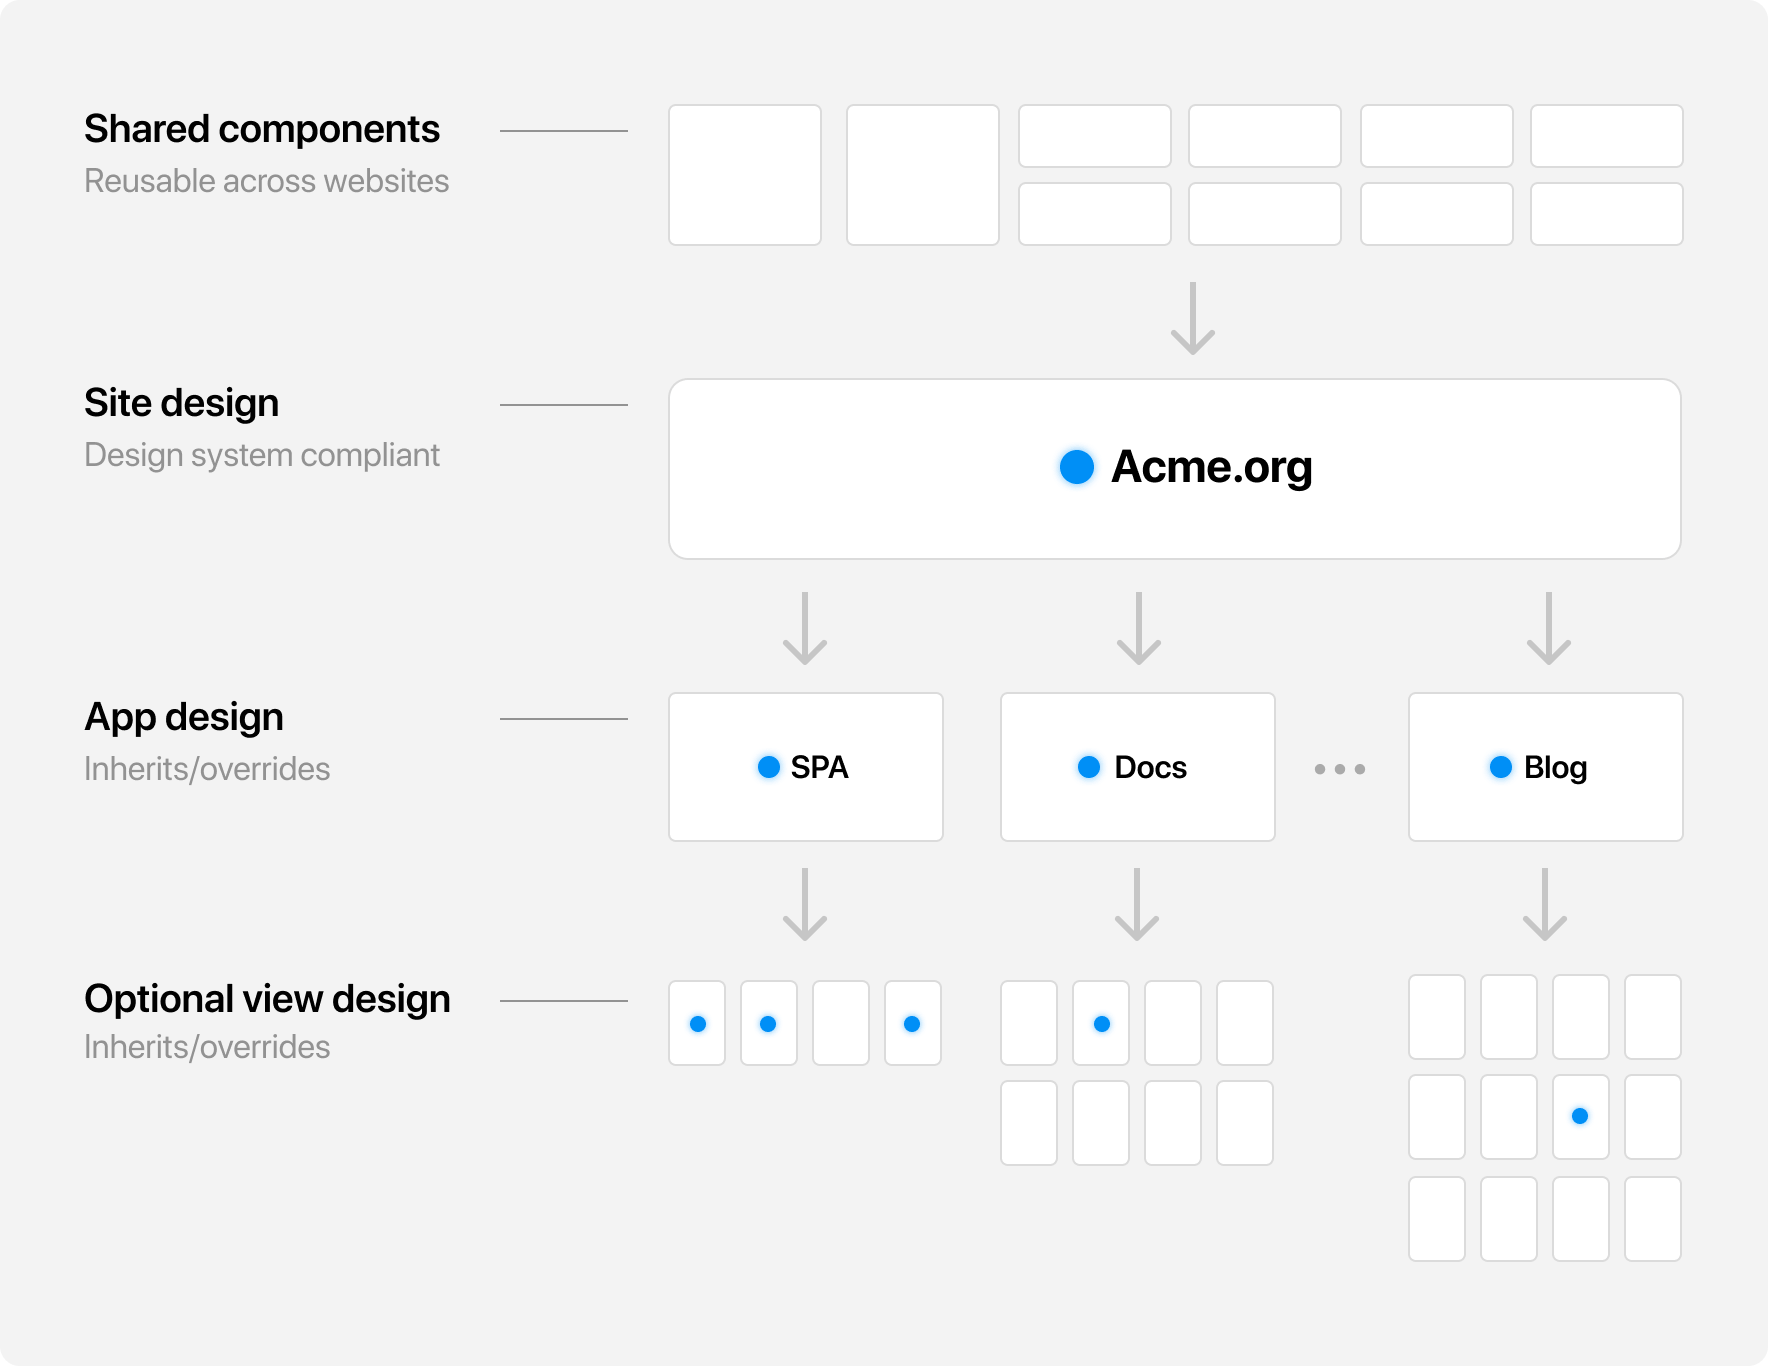 Shared components
Reusable across websites
Site design
Design system compliant
Acme.org
App design
Inherits/overrides
SPA
Docs
Blog
Optional view design
Inherits/overrides